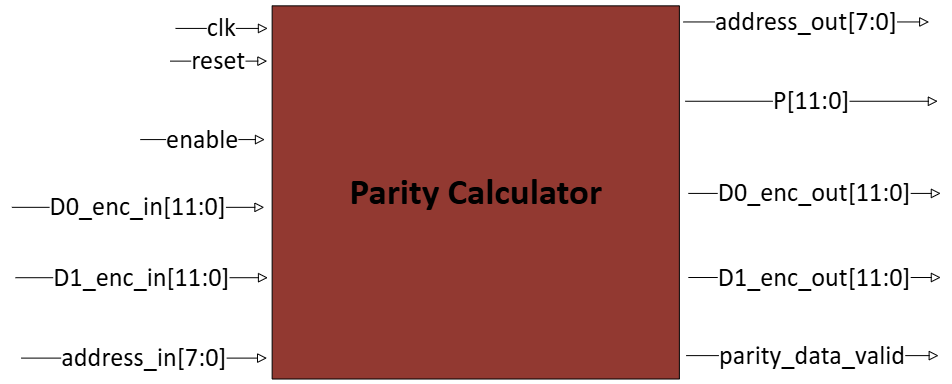 clk
reset
enable
D0_enc_in[11:0]
D1_enc_in[11:0]
address_in[7:0]
Parity Calculator
address_out[7:0]
P[11:0]
D0_enc_out[11:0]
D1_enc_out[11:0]
parity_data_valid